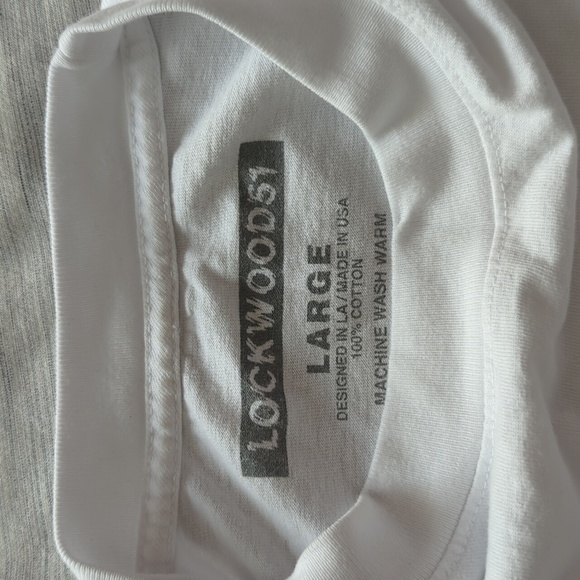 LOCKWOOD51
LARGE
DESIGNED IN LA / MADE IN USA
100% COTTON
MACHINE WASH WARM